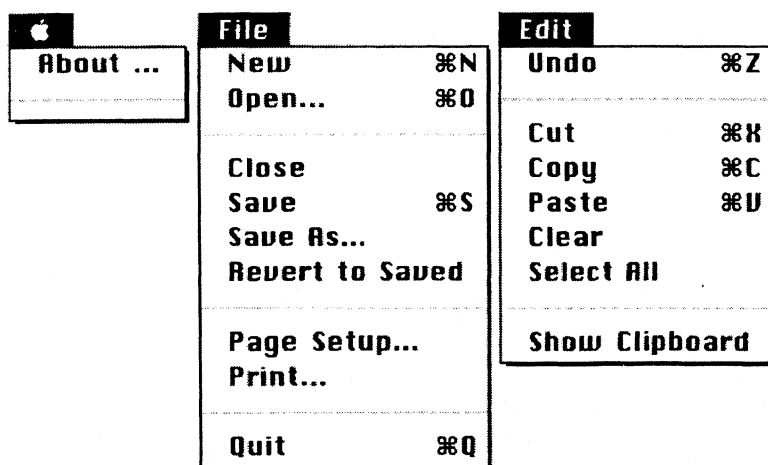 About ...
File
New ⌘N
Open... ⌘O
Close
Save ⌘S
Save As...
Revert to Saved
Page Setup...
Print...
Quit ⌘Q
Edit
Undo ⌘Z
Cut ⌘X
Copy ⌘C
Paste ⌘V
Clear
Select All
Show Clipboard